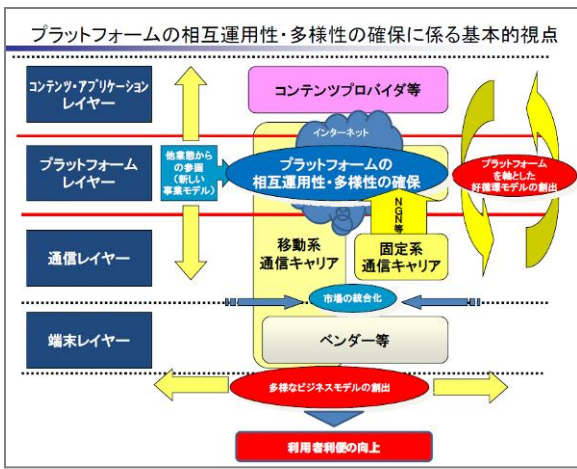 プラットフォームの相互運用性・多様性の確保に係る基本的視点
コンテンツ・アプリケーション
レイヤー
コンテンツプロバイダ等
インターネット
プラットフォーム
レイヤー
他業態から
の参画
（新しい
事業モデル）
プラットフォームの
相互運用性・多様性の確保
プラットフォーム
を軸とした
好循環モデルの創出
NGN等
通信レイヤー
移動系
通信キャリア
固定系
通信キャリア
市場の統合化
端末レイヤー
ベンダー等
多様なビジネスモデルの創出
利用者利便の向上